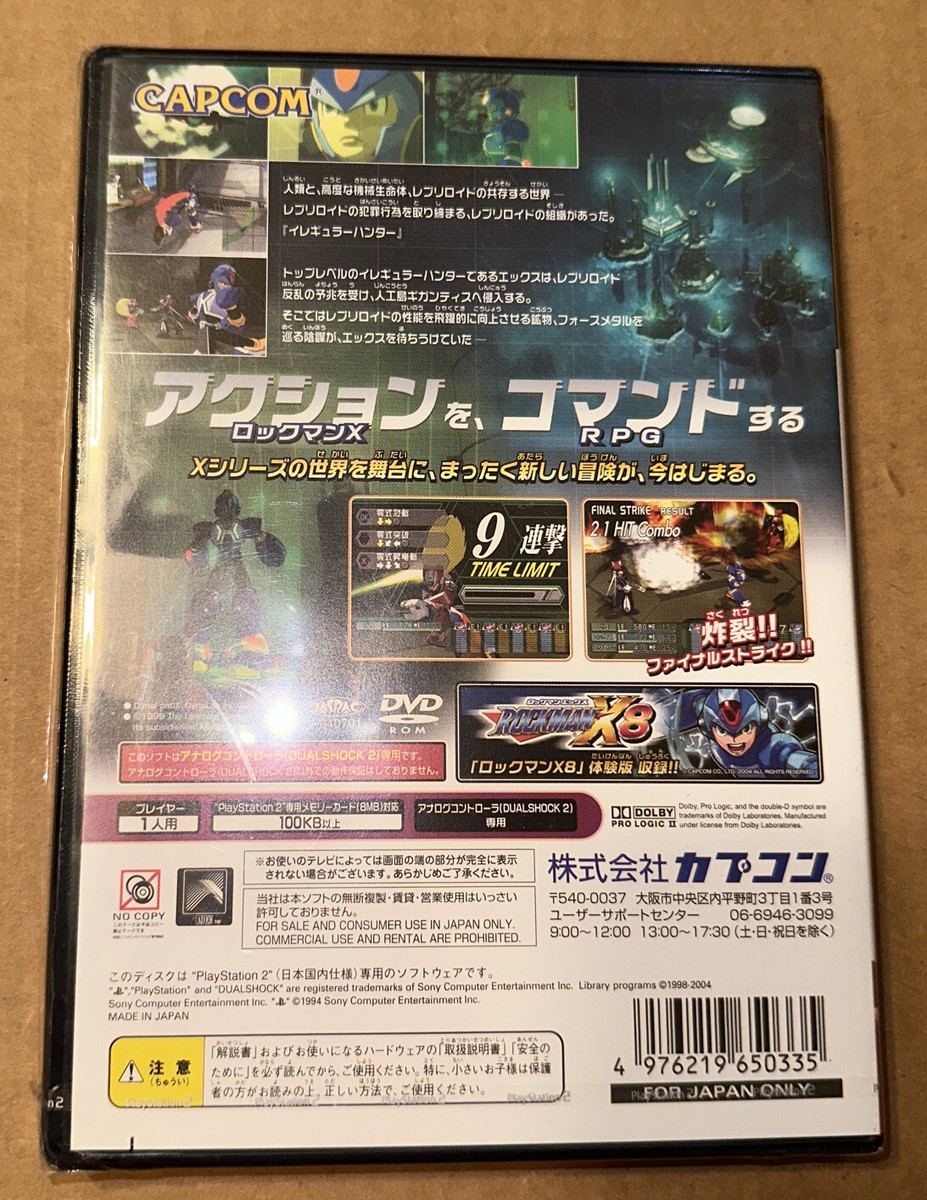 CAPCOM®
人類と、高度な機械生命体、レプリロイドの共存する世界―
レプリロイドの犯罪行為を取り締まる、レプリロイドの組織があった。
『イレギュラーハンター』
トップレベルのイレギュラーハンターであるエックスは、レプリロイド
反乱の予兆を受け、人工島ギガンティスへ侵入する。
そこではレプリロイドの性能を飛躍的に向上させる鉱物、フォースメタルを
巡る陰謀が、エックスを待ちうけていた―
アクションを、コマンドする
ロックマンX RPG
Xシリーズの世界を舞台に、まったく新しい冒険が、今はじまる。
9 連撃
TIME LIMIT
FINAL STRIKE RESULT
21 HIT Combo
炸裂!!
ファイナルストライク!!
©1999 The
DVD
ROM
ロックマンエックス
ROCKMAN X8
「ロックマンX8」体験版 収録!!
©CAPCOM CO., LTD. 2004 ALL RIGHTS RESERVED.
このソフトはアナログコントローラ(DUALSHOCK 2)専用です。
アナログコントローラ(DUALSHOCK 2)以外での動作保証はしておりません。
プレイヤー
1人用
"PlayStation 2"専用メモリーカード(8MB)対応
100KB以上
アナログコントローラ(DUALSHOCK 2)
専用
DOLBY
PRO LOGIC II
Dolby, Pro Logic, and the double-D symbol are
trademarks of Dolby Laboratories. Manufactured
under license from Dolby Laboratories.
NO COPY
※お使いのテレビによっては画面の端の部分が完全に表示
されない場合がございます。あらかじめご了承ください。
当社は本ソフトの無断複製・賃貸・営業使用はいっさい
許可しておりません。
FOR SALE AND CONSUMER USE IN JAPAN ONLY.
COMMERCIAL USE AND RENTAL ARE PROHIBITED.
株式会社 カプコン®
〒540-0037 大阪市中央区内平野町3丁目1番3号
ユーザーサポートセンター 06-6946-3099
9:00~12:00 13:00~17:30 (土・日・祝日を除く)
このディスクは "PlayStation 2" (日本国内仕様) 専用のソフトウェアです。
"PlayStation" and "DUALSHOCK" are registered trademarks of Sony Computer Entertainment Inc. Library programs ©1998-2004
Sony Computer Entertainment Inc. ©1994 Sony Computer Entertainment Inc.
MADE IN JAPAN
注意
(ちゅうい)
「解説書」およびお使いになるハードウェアの「取扱説明書」「安全の
ために」を必ず読んでから、ご使用ください。特に、小さいお子様は保護
者の方がお読みの上、正しい方法で、ご使用ください。
4 976219 650335
FOR JAPAN ONLY